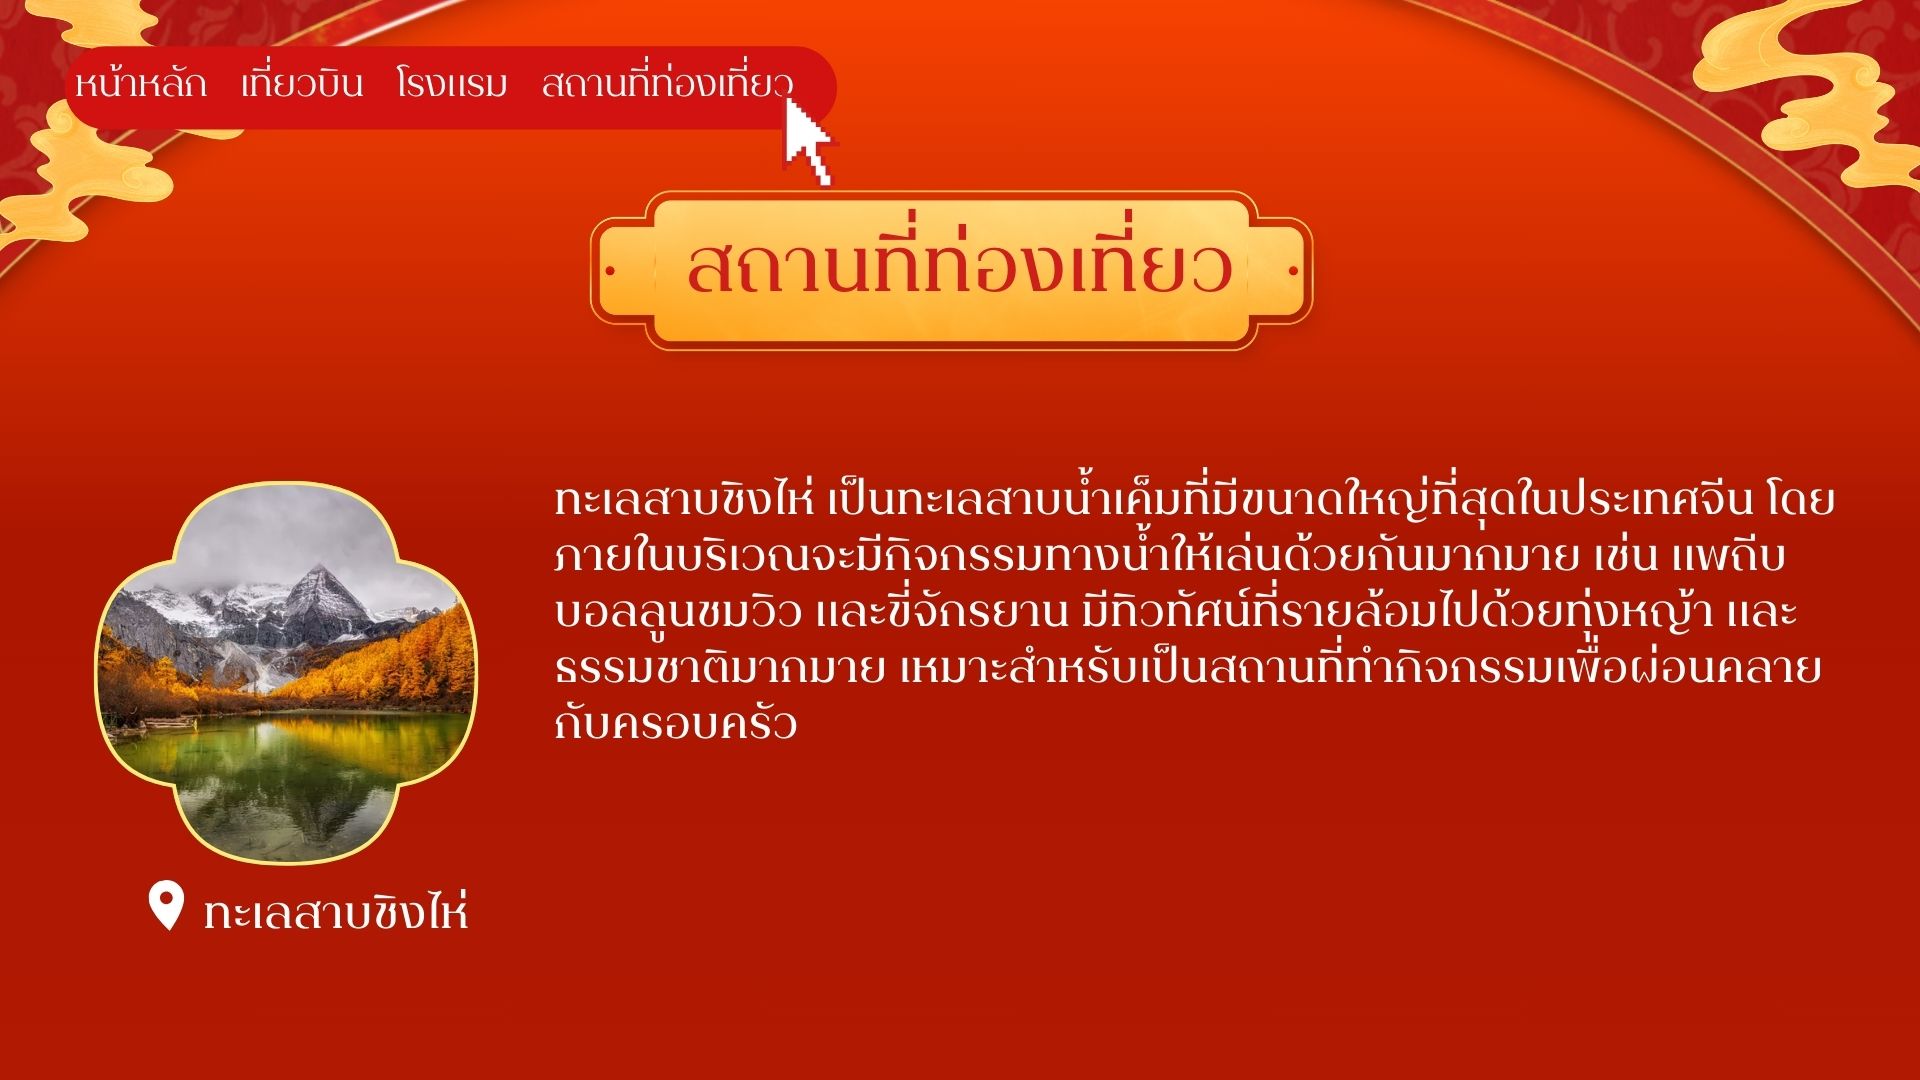 หน้าหลัก เที่ยวบิน โรงแรม สถานที่ท่องเที่ยว
สถานที่ท่องเที่ยว
ทะเลสาบชิงไห่ เป็นทะเลสาบน้ำเค็มที่มีขนาดใหญ่ที่สุดในประเทศจีน โดย
ภายในบริเวณจะมีกิจกรรมทางน้ำให้เล่นด้วยกันมากมาย เช่น แพถีบ
บอลลูนชมวิว และขี่จักรยาน มีทิวทัศน์ที่รายล้อมไปด้วยทุ่งหญ้า และ
ธรรมชาติมากมาย เหมาะสำหรับเป็นสถานที่ทำกิจกรรมเพื่อผ่อนคลาย
กับครอบครัว
ทะเลสาบชิงไห่